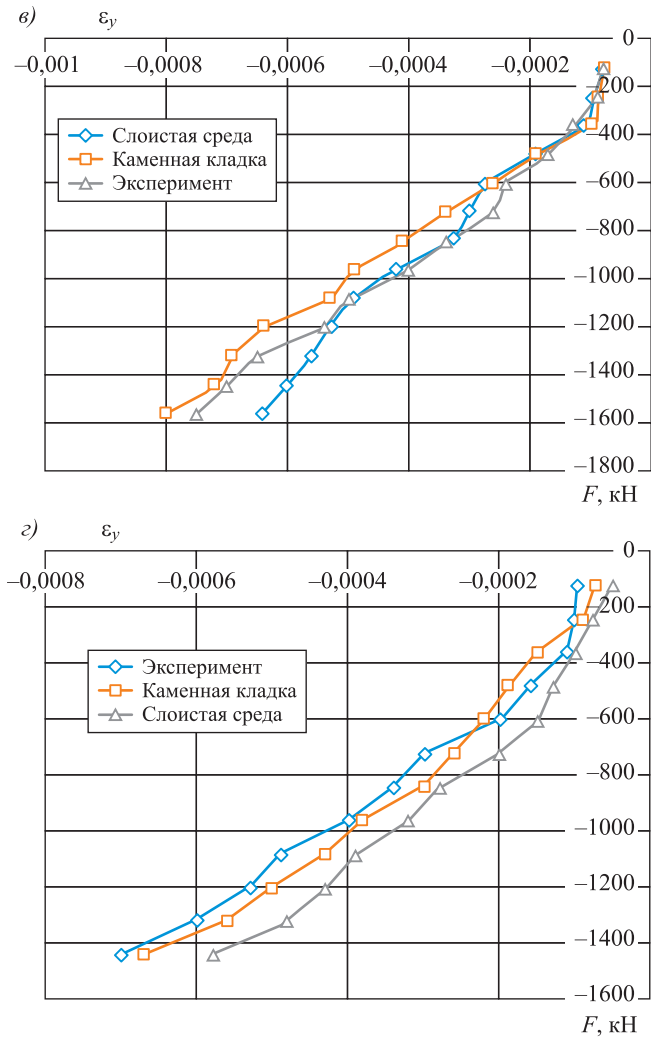 в)
εy
0
–0,001
–0,0008
–0,0006
–0,0004
–0,0002
–200
–400
Слоистая среда
Каменная кладка
Эксперимент
–600
–800
–1000
–1200
–1400
–1600
–1800
F, кН
г)
εy
0
–0,0008
–0,0006
–0,0004
–0,0002
–200
–400
Эксперимент
Каменная кладка
Слоистая среда
–600
–800
–1000
–1200
–1400
–1600
F, кН